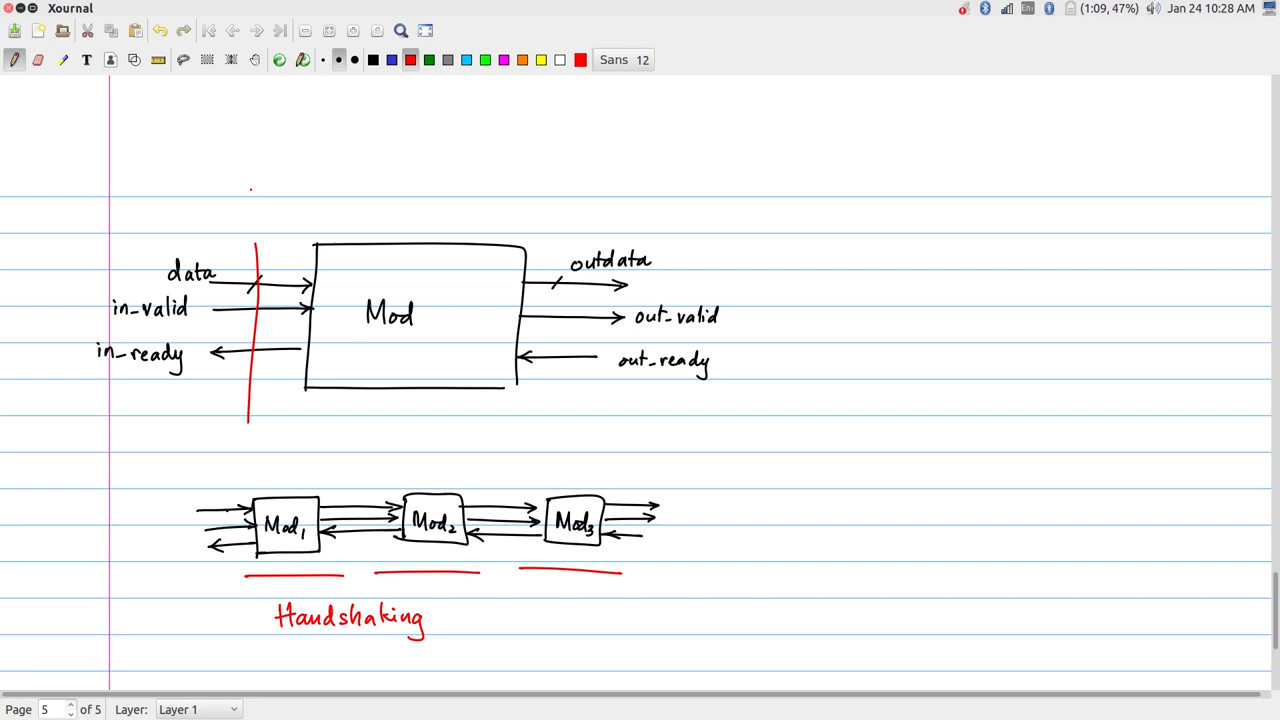 Xournal
En
(1:09, 47%)
Jan 24 10:28 AM
T
Sans 12
data
in_valid
in_ready
Mod
outdata
out_valid
out_ready
Mod1
Mod2
Mod3
Handshaking
Page 5 of 5 Layer: Layer 1